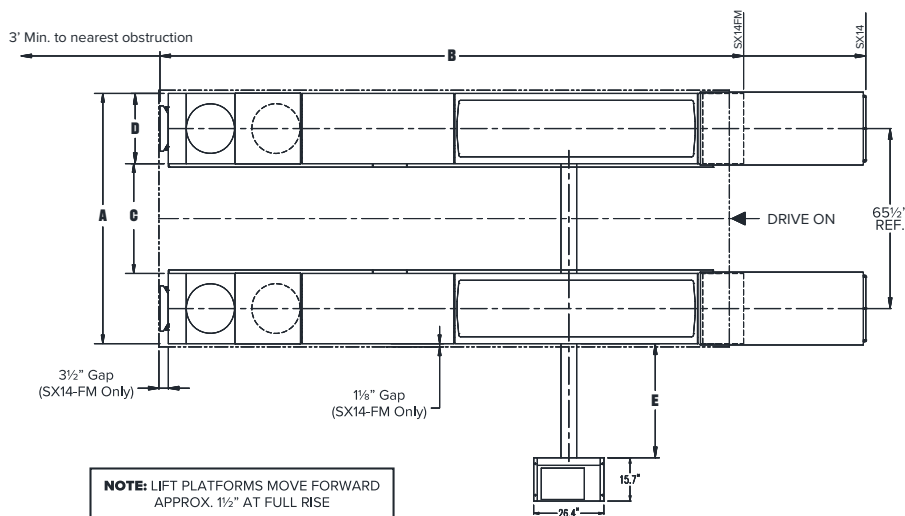 3' Min. to nearest obstruction
B
SX14FM
SX14
D
A
C
DRIVE ON
65½'
REF.
3½" Gap
(SX14-FM Only)
1⅛" Gap
(SX14-FM Only)
E
NOTE: LIFT PLATFORMS MOVE FORWARD
APPROX. 1½" AT FULL RISE
15.7"
26.4"